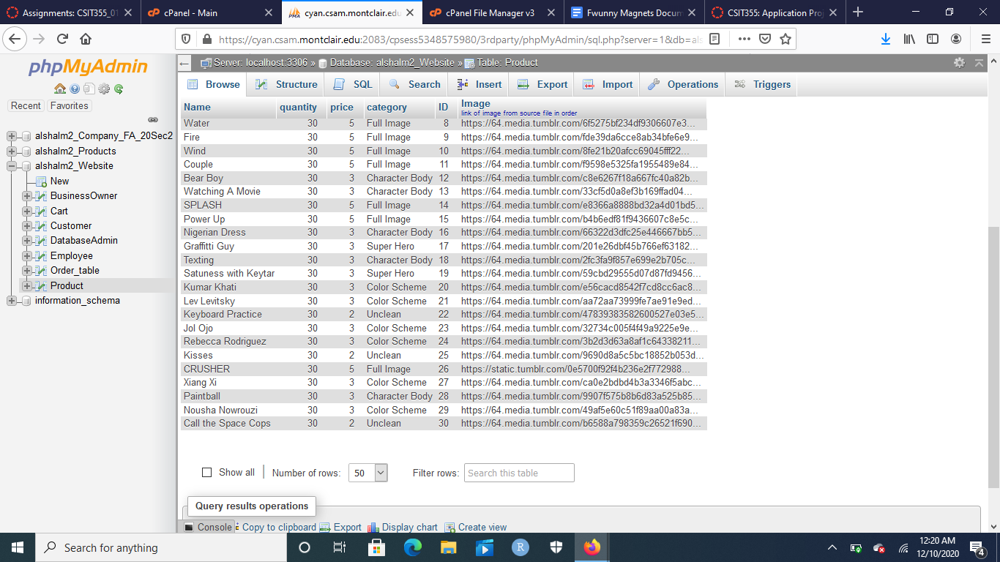 Assignments: CSIT355_01
cPanel - Main
cyan.csam.montclair.edu
cPanel File Manager v3
Fwunny Magnets Docum
CSIT355: Application Proj
https://cyan.csam.montclair.edu:2083/cpsess5348575980/3rdparty/phpMyAdmin/sql.php?server=1&db=als
phpMyAdmin
Recent Favorites
alshalm2_Company_FA_20Sec2
alshalm2_Products
alshalm2_Website
New
BusinessOwner
Cart
Customer
DatabaseAdmin
Employee
Order_table
Product
information_schema
Server: localhost:3306 » Database: alshalm2_Website » Table: Product
Browse Structure SQL Search Insert Export Import Operations Triggers
Name quantity price category ID Image
link of image from source file in order
Water 30 5 Full Image 8 https://64.media.tumblr.com/6f5275bf234df9306607e3...
Fire 30 5 Full Image 9 https://64.media.tumblr.com/fde39da6cce8ab34bfe6e9...
Wind 30 5 Full Image 10 https://64.media.tumblr.com/8fe21b20afcc69045fff22...
Couple 30 5 Full Image 11 https://64.media.tumblr.com/f9598e5325fa1955489e84...
Bear Boy 30 3 Character Body 12 https://64.media.tumblr.com/c8e6267f18a667fc40a82b...
Watching A Movie 30 3 Character Body 13 https://64.media.tumblr.com/33cf5d0a8ef3b169ffad04...
SPLASH 30 5 Full Image 14 https://64.media.tumblr.com/e8366a8888bd32a4d01bd5...
Power Up 30 5 Full Image 15 https://64.media.tumblr.com/b4b6edf81f9436607c8e5c...
Nigerian Dress 30 3 Character Body 16 https://64.media.tumblr.com/66322d3dfc25e446667bb5...
Graffitti Guy 30 3 Super Hero 17 https://64.media.tumblr.com/201e26dbf45b766ef63182...
Texting 30 3 Character Body 18 https://64.media.tumblr.com/2fc3fa9f857e699e2b705c...
Satuness with Keytar 30 3 Super Hero 19 https://64.media.tumblr.com/59cbd29555d07d87fd9456...
Kumar Khati 30 3 Color Scheme 20 https://64.media.tumblr.com/e56cacd8542f7cd8cc6ac8...
Lev Levitsky 30 3 Color Scheme 21 https://64.media.tumblr.com/aa72aa73999fe7ae91e9ed...
Keyboard Practice 30 2 Unclean 22 https://64.media.tumblr.com/47839383582600527e03e5...
Jol Ojo 30 3 Color Scheme 23 https://64.media.tumblr.com/32734c005f4f49a9225e9e...
Rebecca Rodriguez 30 3 Color Scheme 24 https://64.media.tumblr.com/3b2d3d63a8af1c64338211...
Kisses 30 2 Unclean 25 https://64.media.tumblr.com/9690d8a5c5bc18852b053d...
CRUSHER 30 5 Full Image 26 https://static.tumblr.com/0e5700f92f4b236e2f772988...
Xiang Xi 30 3 Color Scheme 27 https://64.media.tumblr.com/ca0e2bdbd4b3a3346f5abc...
Paintball 30 3 Character Body 28 https://64.media.tumblr.com/9907f575b8b6d83a525b85...
Nousha Nowrouzi 30 3 Color Scheme 29 https://64.media.tumblr.com/49af5e60c51f89aa00a83a...
Call the Space Cops 30 2 Unclean 30 https://64.media.tumblr.com/b6588a798359c26521f690...
Show all Number of rows: 50 Filter rows: Search this table
Query results operations
Console Copy to clipboard Export Display chart Create view
Search for anything
12:20 AM
12/10/2020
4